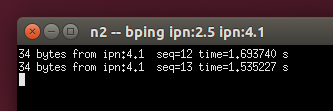 n2 -- bping ipn:2.5 ipn:4.1
34 bytes from ipn:4.1  seq=12 time=1.693740 s
34 bytes from ipn:4.1  seq=13 time=1.535227 s